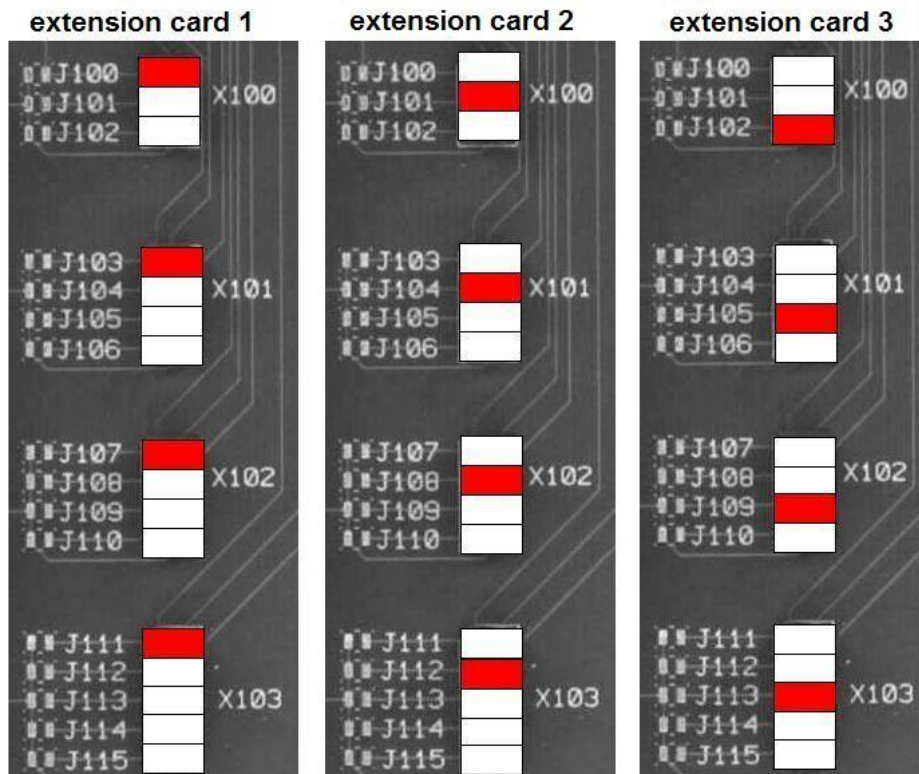 extension card 1
J100
J101
J102
X100
J103
J104
J105
J106
X101
J107
J108
J109
J110
X102
J111
J112
J113
J114
J115
X103
extension card 2
J100
J101
J102
X100
J103
J104
J105
J106
X101
J107
J108
J109
J110
X102
J111
J112
J113
J114
J115
X103
extension card 3
J100
J101
J102
X100
J103
J104
J105
J106
X101
J107
J108
J109
J110
X102
J111
J112
J113
J114
J115
X103